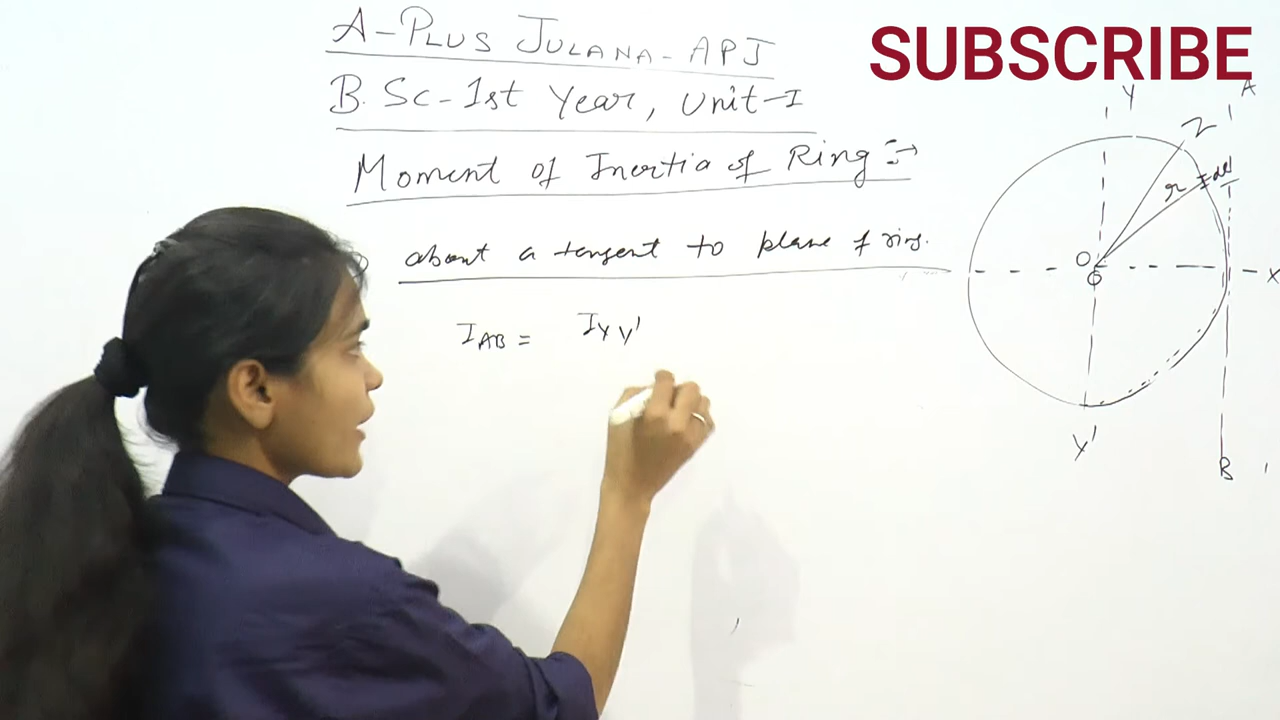 A-PLUS JULANA-APJ
SUBSCRIBE
B. Sc-1st Year, Unit-I
Moment of Inertia of Ring :→
about a tangent to plane of ring.
I_AB = I_YY'
Y
A
Z
r
dl
O
X
Y'
B